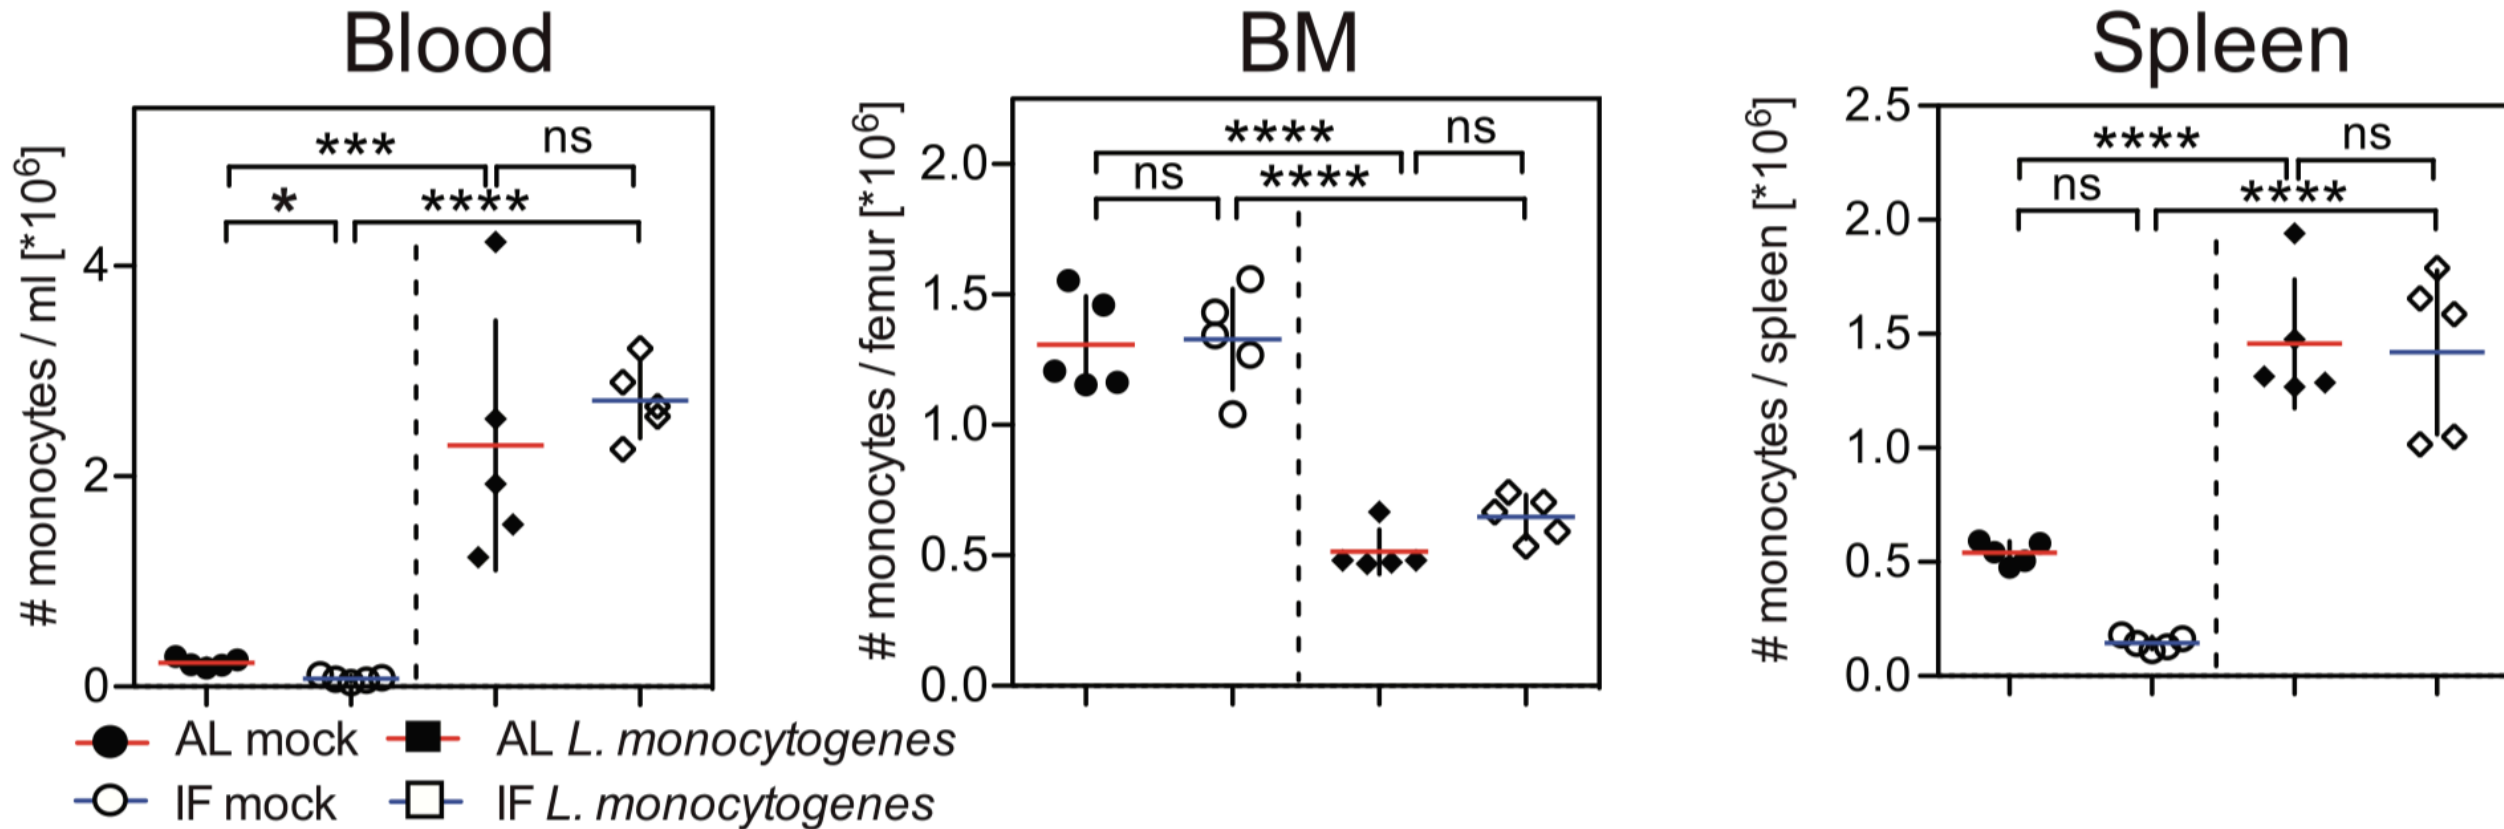 Blood
# monocytes / ml [*10⁶]
*** ns
* ****
4
2
0
BM
# monocytes / femur [*10⁶]
**** ns
ns ****
2.0
1.5
1.0
0.5
0.0
Spleen
# monocytes / spleen [*10⁶]
**** ns
ns ****
2.5
2.0
1.5
1.0
0.5
0.0
AL mock AL L. monocytogenes
IF mock IF L. monocytogenes